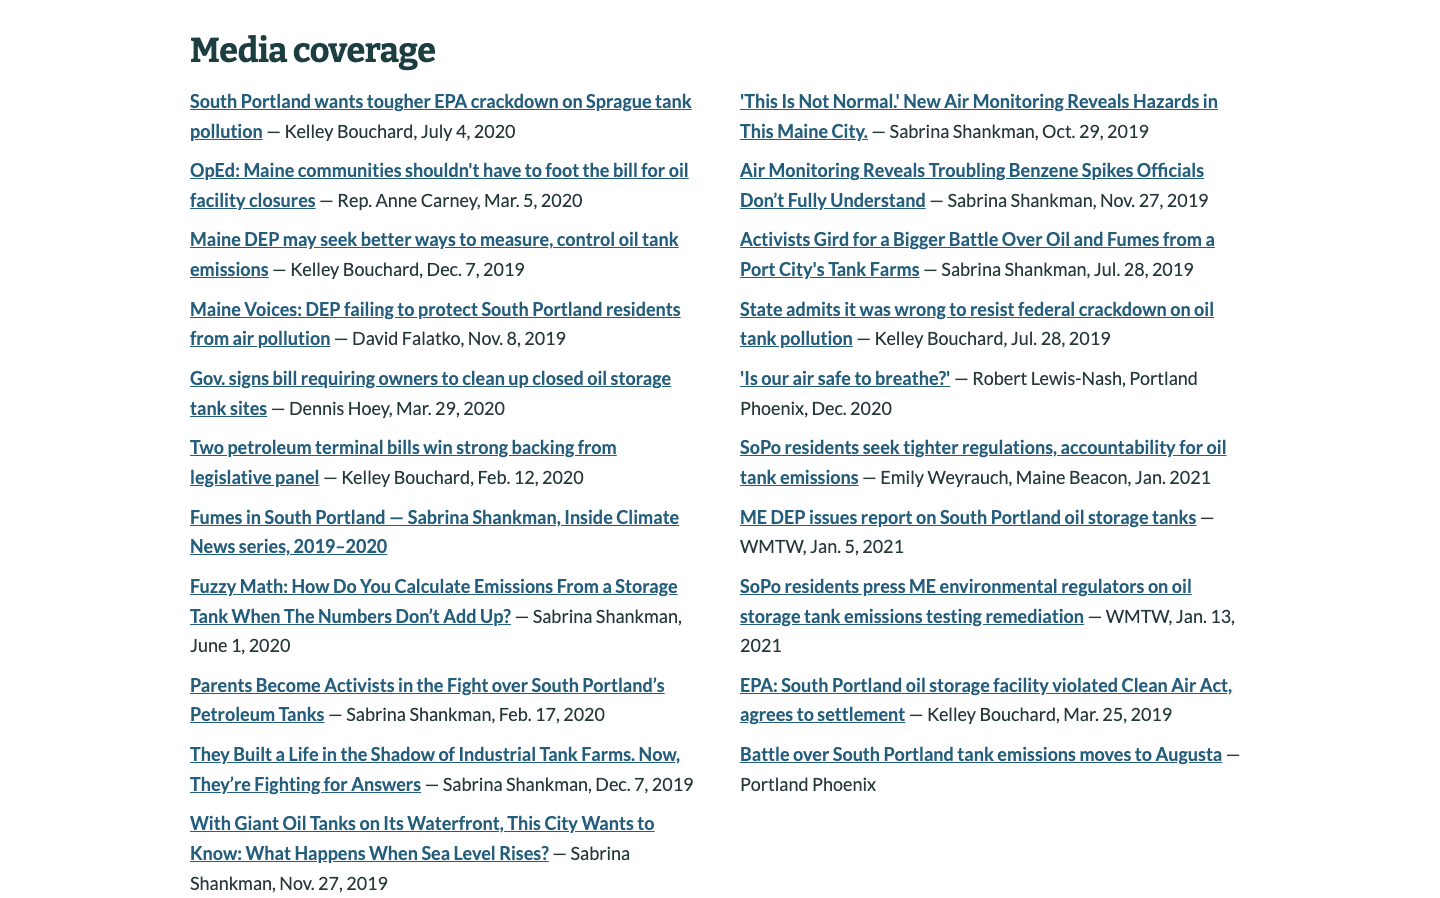 Media coverage
South Portland wants tougher EPA crackdown on Sprague tank
pollution — Kelley Bouchard, July 4, 2020
OpEd: Maine communities shouldn't have to foot the bill for oil
facility closures — Rep. Anne Carney, Mar. 5, 2020
Maine DEP may seek better ways to measure, control oil tank
emissions — Kelley Bouchard, Dec. 7, 2019
Maine Voices: DEP failing to protect South Portland residents
from air pollution — David Falatko, Nov. 8, 2019
Gov. signs bill requiring owners to clean up closed oil storage
tank sites — Dennis Hoey, Mar. 29, 2020
Two petroleum terminal bills win strong backing from
legislative panel — Kelley Bouchard, Feb. 12, 2020
Fumes in South Portland — Sabrina Shankman, Inside Climate
News series, 2019–2020
Fuzzy Math: How Do You Calculate Emissions From a Storage
Tank When The Numbers Don’t Add Up? — Sabrina Shankman,
June 1, 2020
Parents Become Activists in the Fight over South Portland’s
Petroleum Tanks — Sabrina Shankman, Feb. 17, 2020
They Built a Life in the Shadow of Industrial Tank Farms. Now,
They’re Fighting for Answers — Sabrina Shankman, Dec. 7, 2019
With Giant Oil Tanks on Its Waterfront, This City Wants to
Know: What Happens When Sea Level Rises? — Sabrina
Shankman, Nov. 27, 2019
'This Is Not Normal.' New Air Monitoring Reveals Hazards in
This Maine City. — Sabrina Shankman, Oct. 29, 2019
Air Monitoring Reveals Troubling Benzene Spikes Officials
Don’t Fully Understand — Sabrina Shankman, Nov. 27, 2019
Activists Gird for a Bigger Battle Over Oil and Fumes from a
Port City's Tank Farms — Sabrina Shankman, Jul. 28, 2019
State admits it was wrong to resist federal crackdown on oil
tank pollution — Kelley Bouchard, Jul. 28, 2019
'Is our air safe to breathe?' — Robert Lewis-Nash, Portland
Phoenix, Dec. 2020
SoPo residents seek tighter regulations, accountability for oil
tank emissions — Emily Weyrauch, Maine Beacon, Jan. 2021
ME DEP issues report on South Portland oil storage tanks —
WMTW, Jan. 5, 2021
SoPo residents press ME environmental regulators on oil
storage tank emissions testing remediation — WMTW, Jan. 13,
2021
EPA: South Portland oil storage facility violated Clean Air Act,
agrees to settlement — Kelley Bouchard, Mar. 25, 2019
Battle over South Portland tank emissions moves to Augusta —
Portland Phoenix